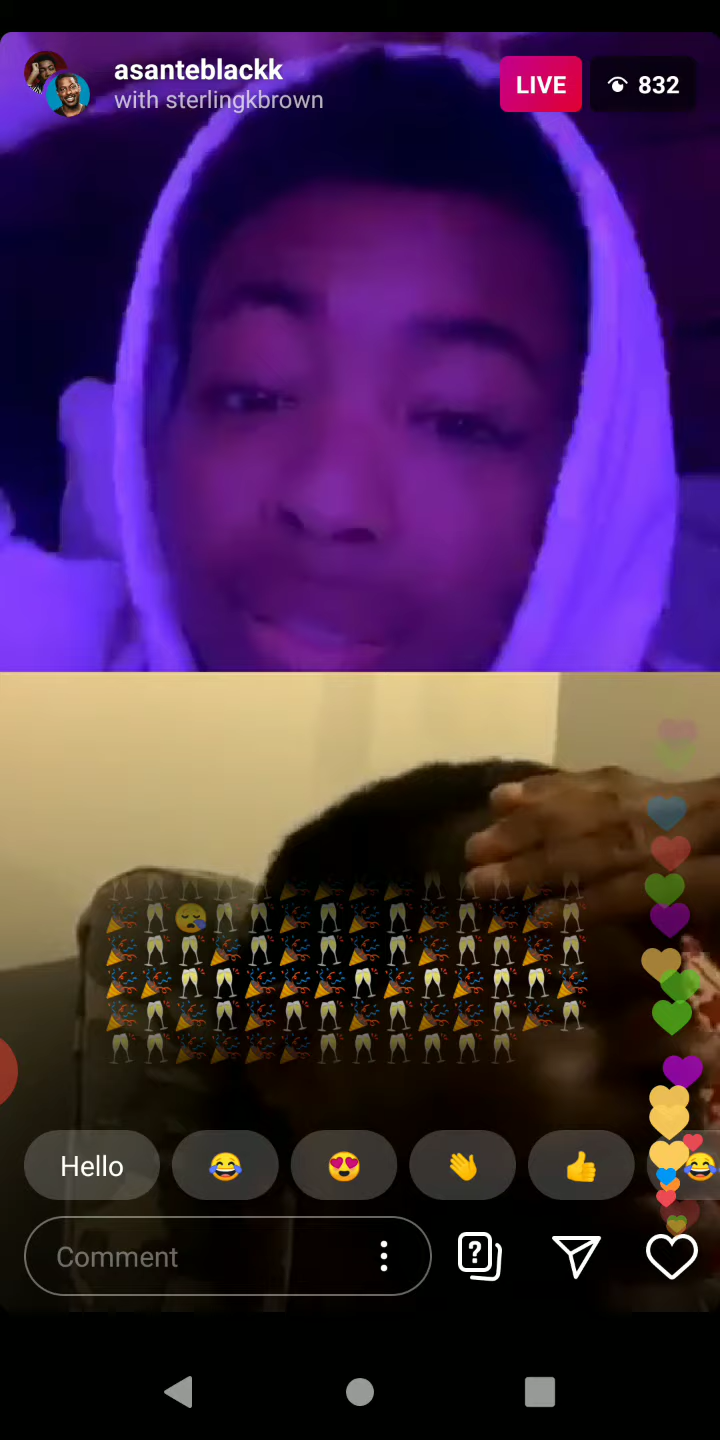 asanteblackk
with sterlingkbrown
LIVE
832
Hello
Comment